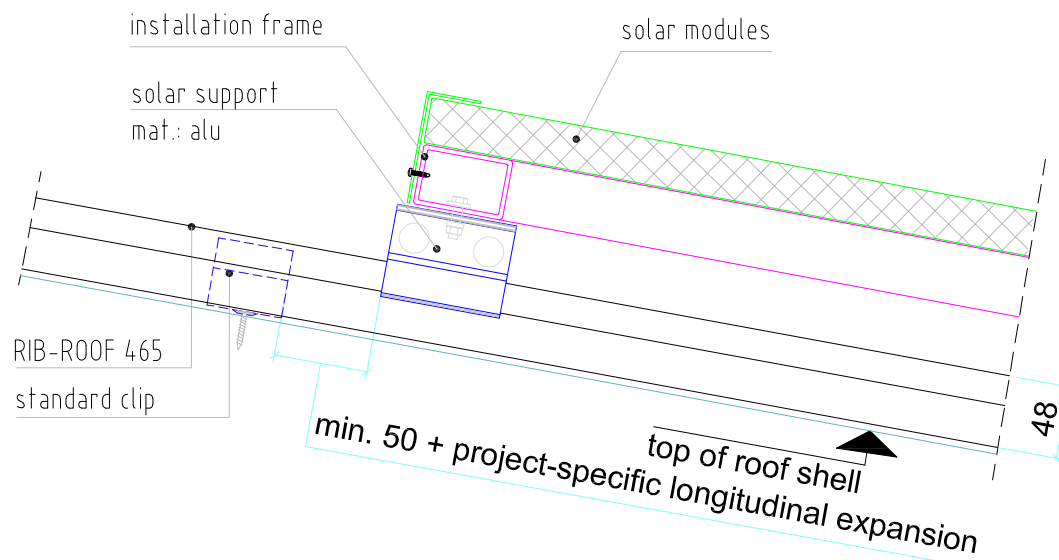 installation frame
solar modules
solar support
mat.: alu
RIB-ROOF 465
standard clip
48
top of roof shell
min. 50 + project-specific longitudinal expansion